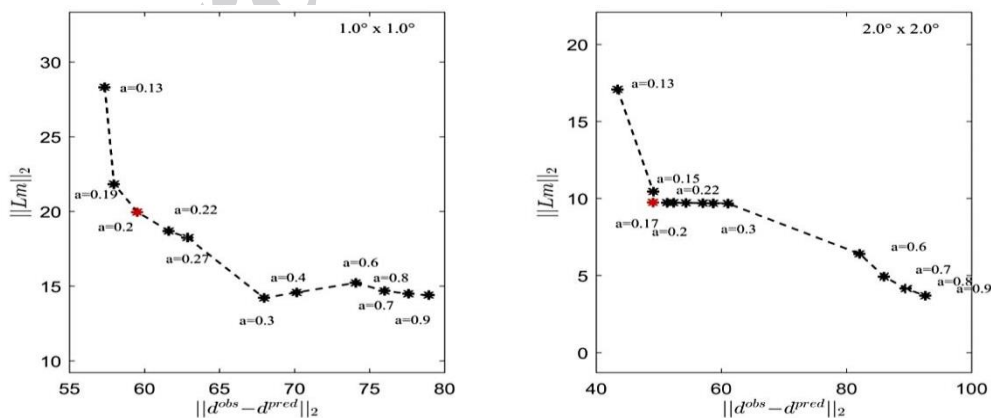 1.0° x 1.0°
30
25
20
15
10
||Lm||₂
a=0.13
a=0.19
a=0.2
a=0.22
a=0.27
a=0.3
a=0.4
a=0.6
a=0.7
a=0.8
a=0.9
55 60 65 70 75 80
||d^obs−d^pred||₂
2.0° x 2.0°
20
15
10
5
0
||Lm||₂
a=0.13
a=0.15
a=0.17
a=0.2
a=0.22
a=0.3
a=0.6
a=0.7
a=0.8
a=0.9
40 60 80 100
||d^obs−d^pred||₂